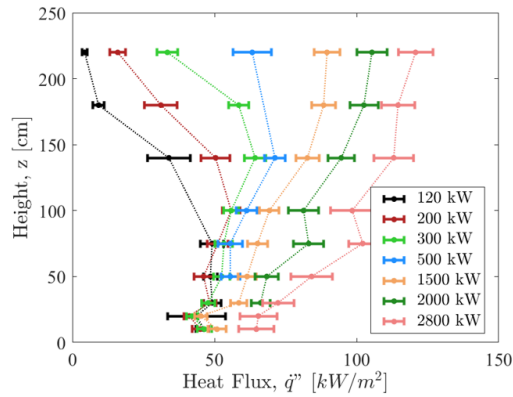 250
200
150
100
50
0
Height, z [cm]
0 50 100 150
Heat Flux, q̇” [kW/m²]
120 kW
200 kW
300 kW
500 kW
1500 kW
2000 kW
2800 kW